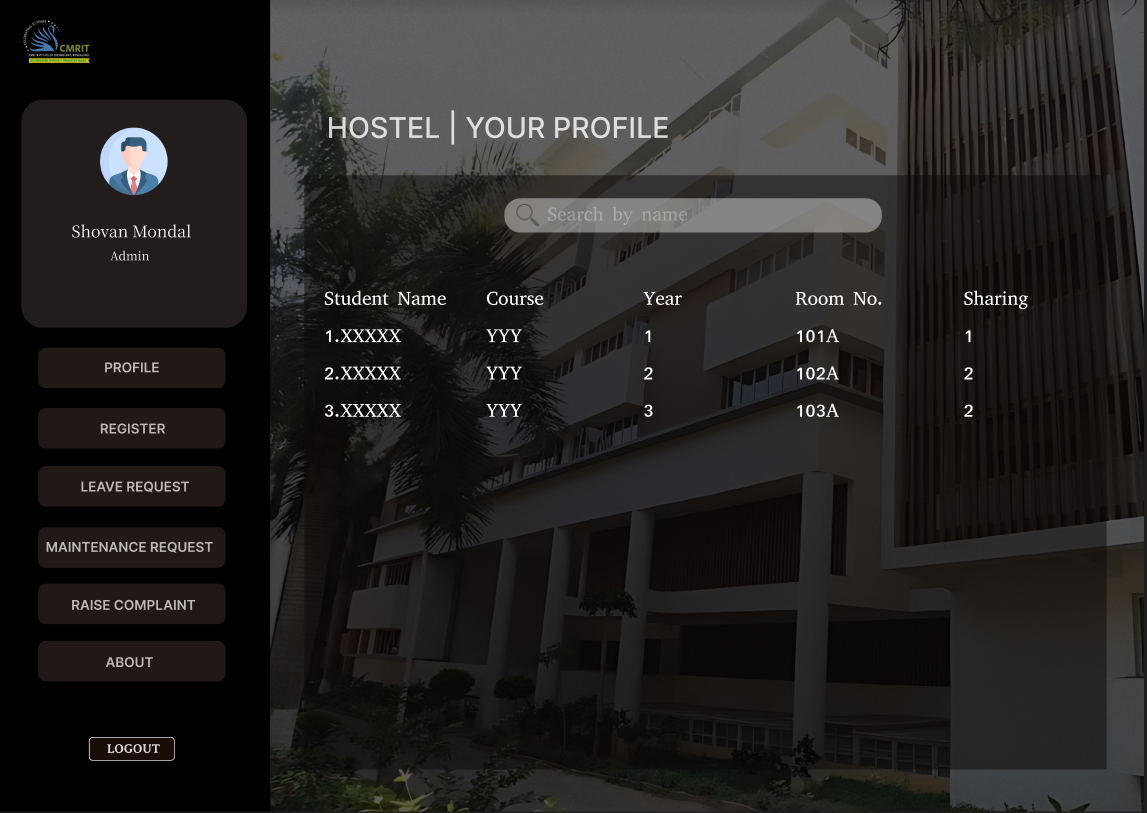 CMRIT
HOSTEL | YOUR PROFILE
Shovan Mondal
Admin
PROFILE
REGISTER
LEAVE REQUEST
MAINTENANCE REQUEST
RAISE COMPLAINT
ABOUT
LOGOUT
Search by name
Student Name Course Year Room No. Sharing
1.XXXXX YYY 1 101A 1
2.XXXXX YYY 2 102A 2
3.XXXXX YYY 3 103A 2